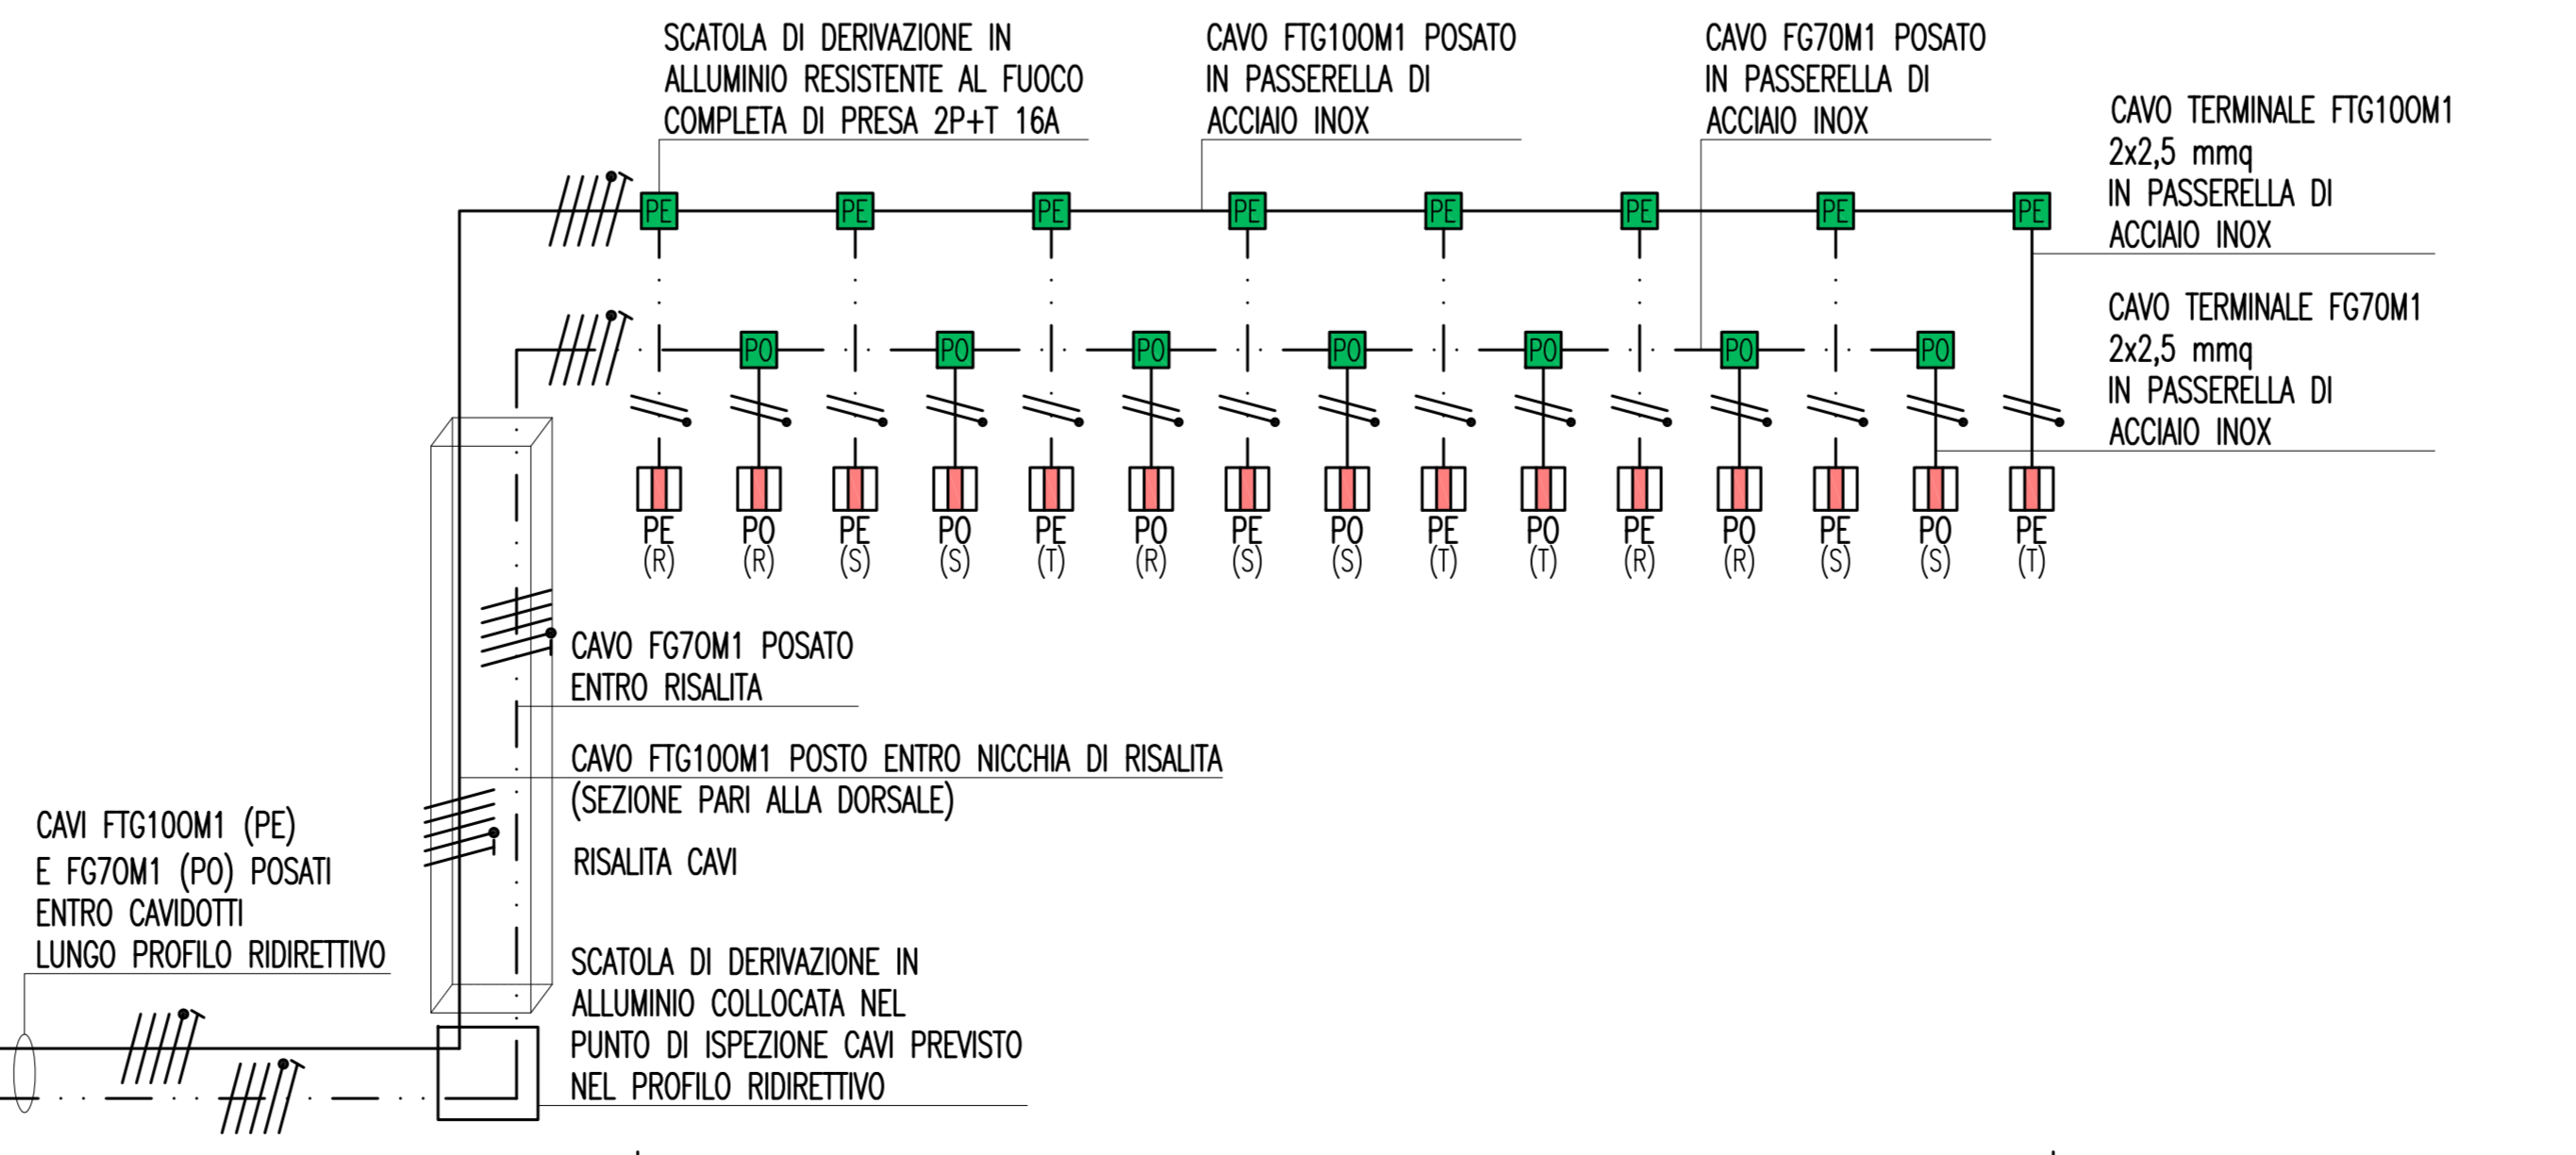 SCATOLA DI DERIVAZIONE IN
ALLUMINIO RESISTENTE AL FUOCO
COMPLETA DI PRESA 2P+T 16A
CAVO FTG10OM1 POSATO
IN PASSERELLA DI
ACCIAIO INOX
CAVO FG7OM1 POSATO
IN PASSERELLA DI
ACCIAIO INOX
CAVO TERMINALE FTG10OM1
2x2,5 mmq
IN PASSERELLA DI
ACCIAIO INOX
PE PE PE PE PE PE PE PE
CAVO TERMINALE FG7OM1
2x2,5 mmq
IN PASSERELLA DI
ACCIAIO INOX
PO PO PO PO PO PO PO
PE PO PE PO PE PO PE PO PE PO PE PO PE PO PE
(R) (R) (S) (S) (T) (R) (S) (S) (T) (T) (R) (R) (S) (S) (T)
CAVO FG7OM1 POSATO
ENTRO RISALITA
CAVO FTG10OM1 POSTO ENTRO NICCHIA DI RISALITA
(SEZIONE PARI ALLA DORSALE)
RISALITA CAVI
CAVI FTG10OM1 (PE)
E FG7OM1 (PO) POSATI
ENTRO CAVIDOTTI
LUNGO PROFILO RIDIRETTIVO
SCATOLA DI DERIVAZIONE IN
ALLUMINIO COLLOCATA NEL
PUNTO DI ISPEZIONE CAVI PREVISTO
NEL PROFILO RIDIRETTIVO